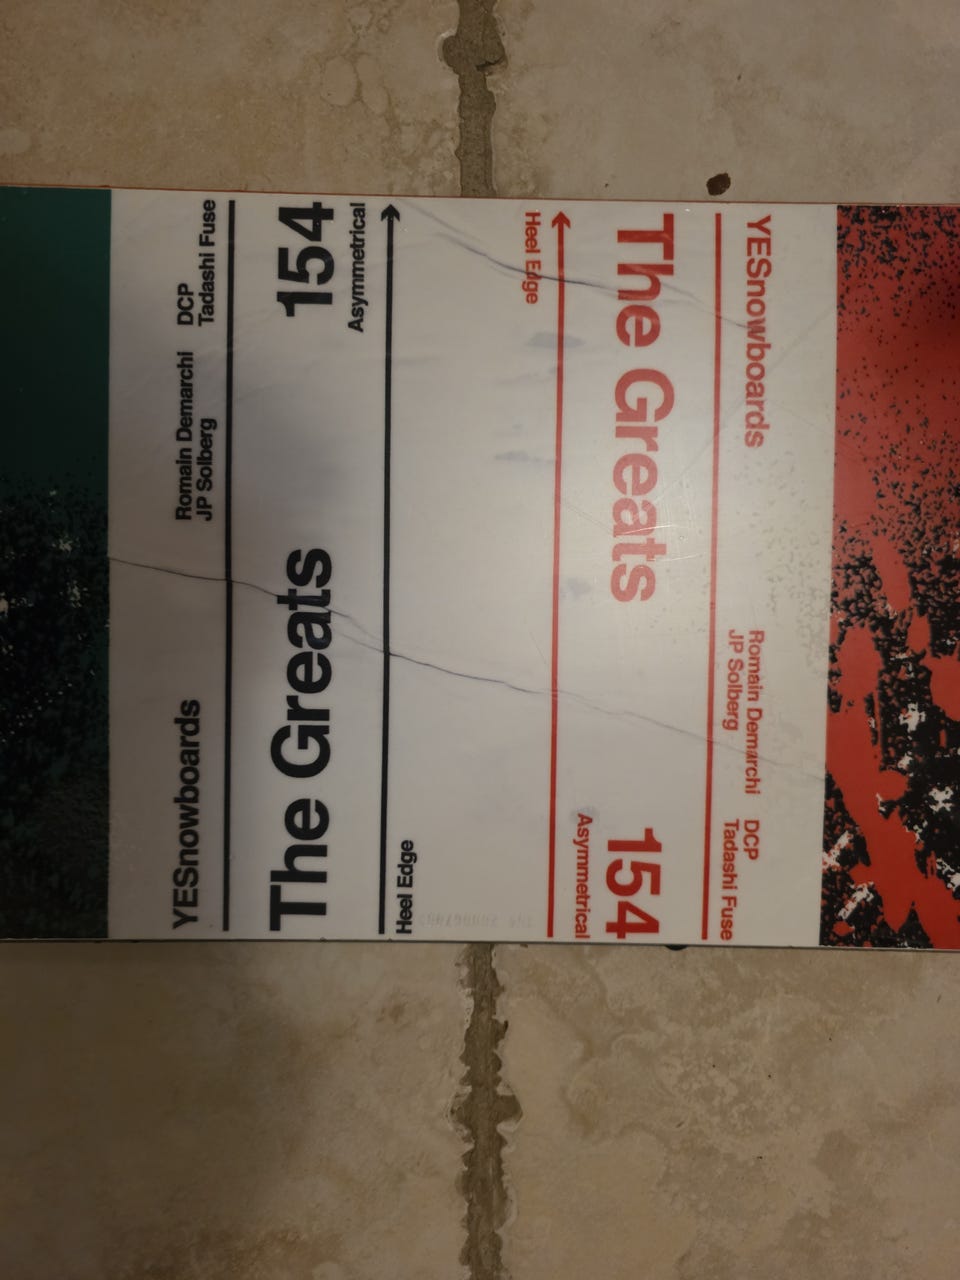 YESnowboards
Romain Demarchi
JP Solberg
DCP
Tadashi Fuse
The Greats
154
Asymmetrical
Heel Edge
YESnowboards
Romain Demarchi
JP Solberg
DCP
Tadashi Fuse
The Greats
154
Heel Edge
Asymmetrical